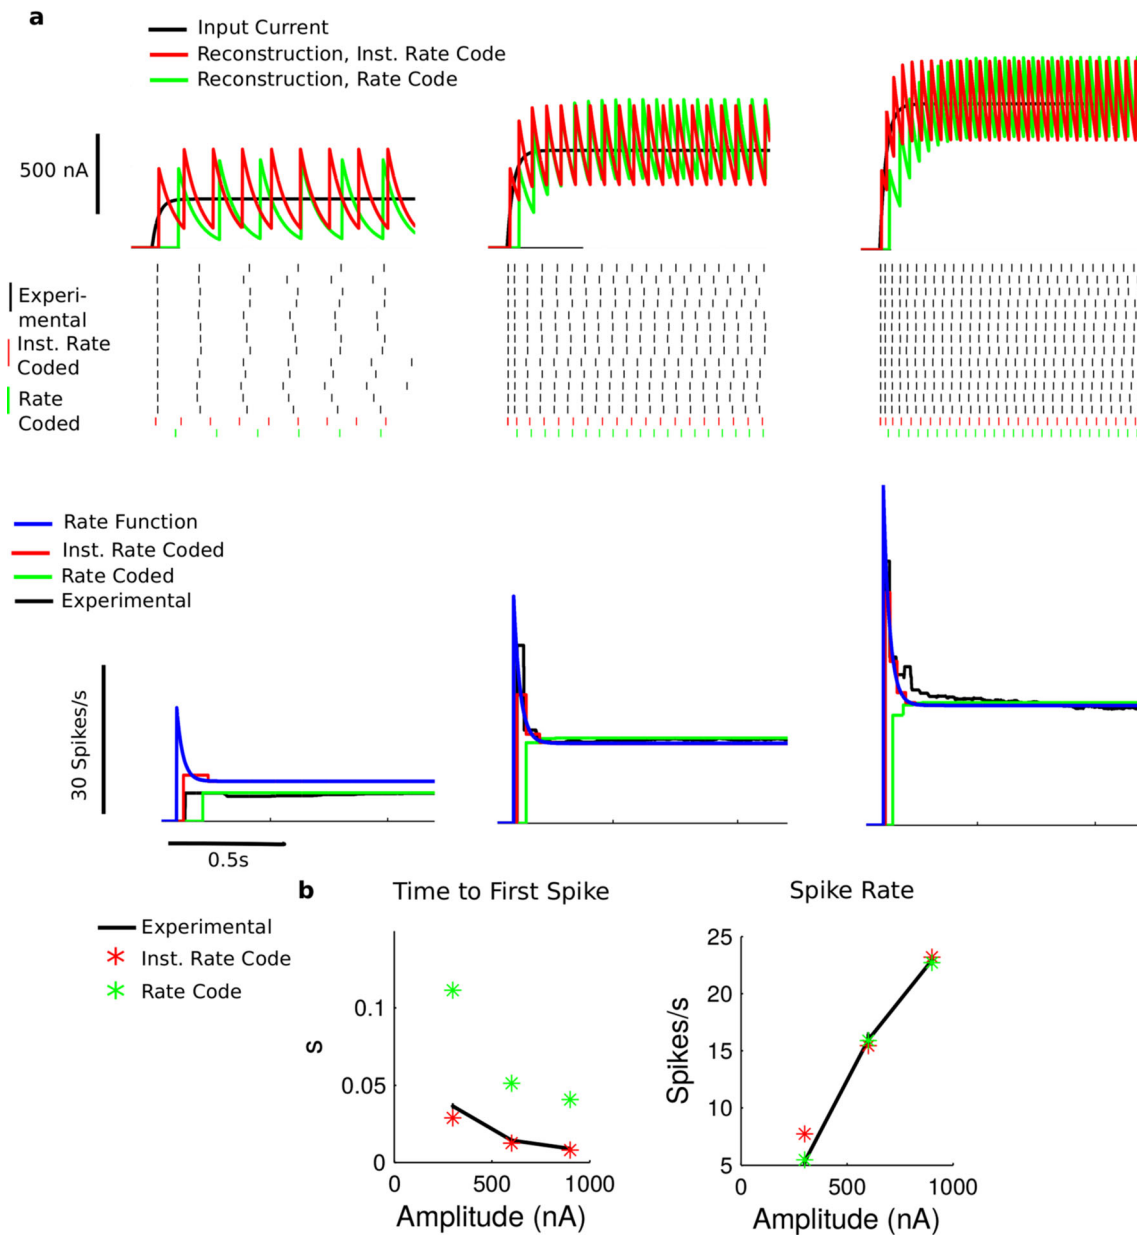 a
Input Current
Reconstruction, Inst. Rate Code
Reconstruction, Rate Code
500 nA
Experi-
mental
Inst. Rate
Coded
Rate
Coded
Rate Function
Inst. Rate Coded
Rate Coded
Experimental
30 Spikes/s
0.5s
b
Time to First Spike
Spike Rate
Experimental
Inst. Rate Code
Rate Code
s
0.1
0.05
0
0
500
1000
Amplitude (nA)
Spikes/s
25
20
15
10
5
0
500
1000
Amplitude (nA)